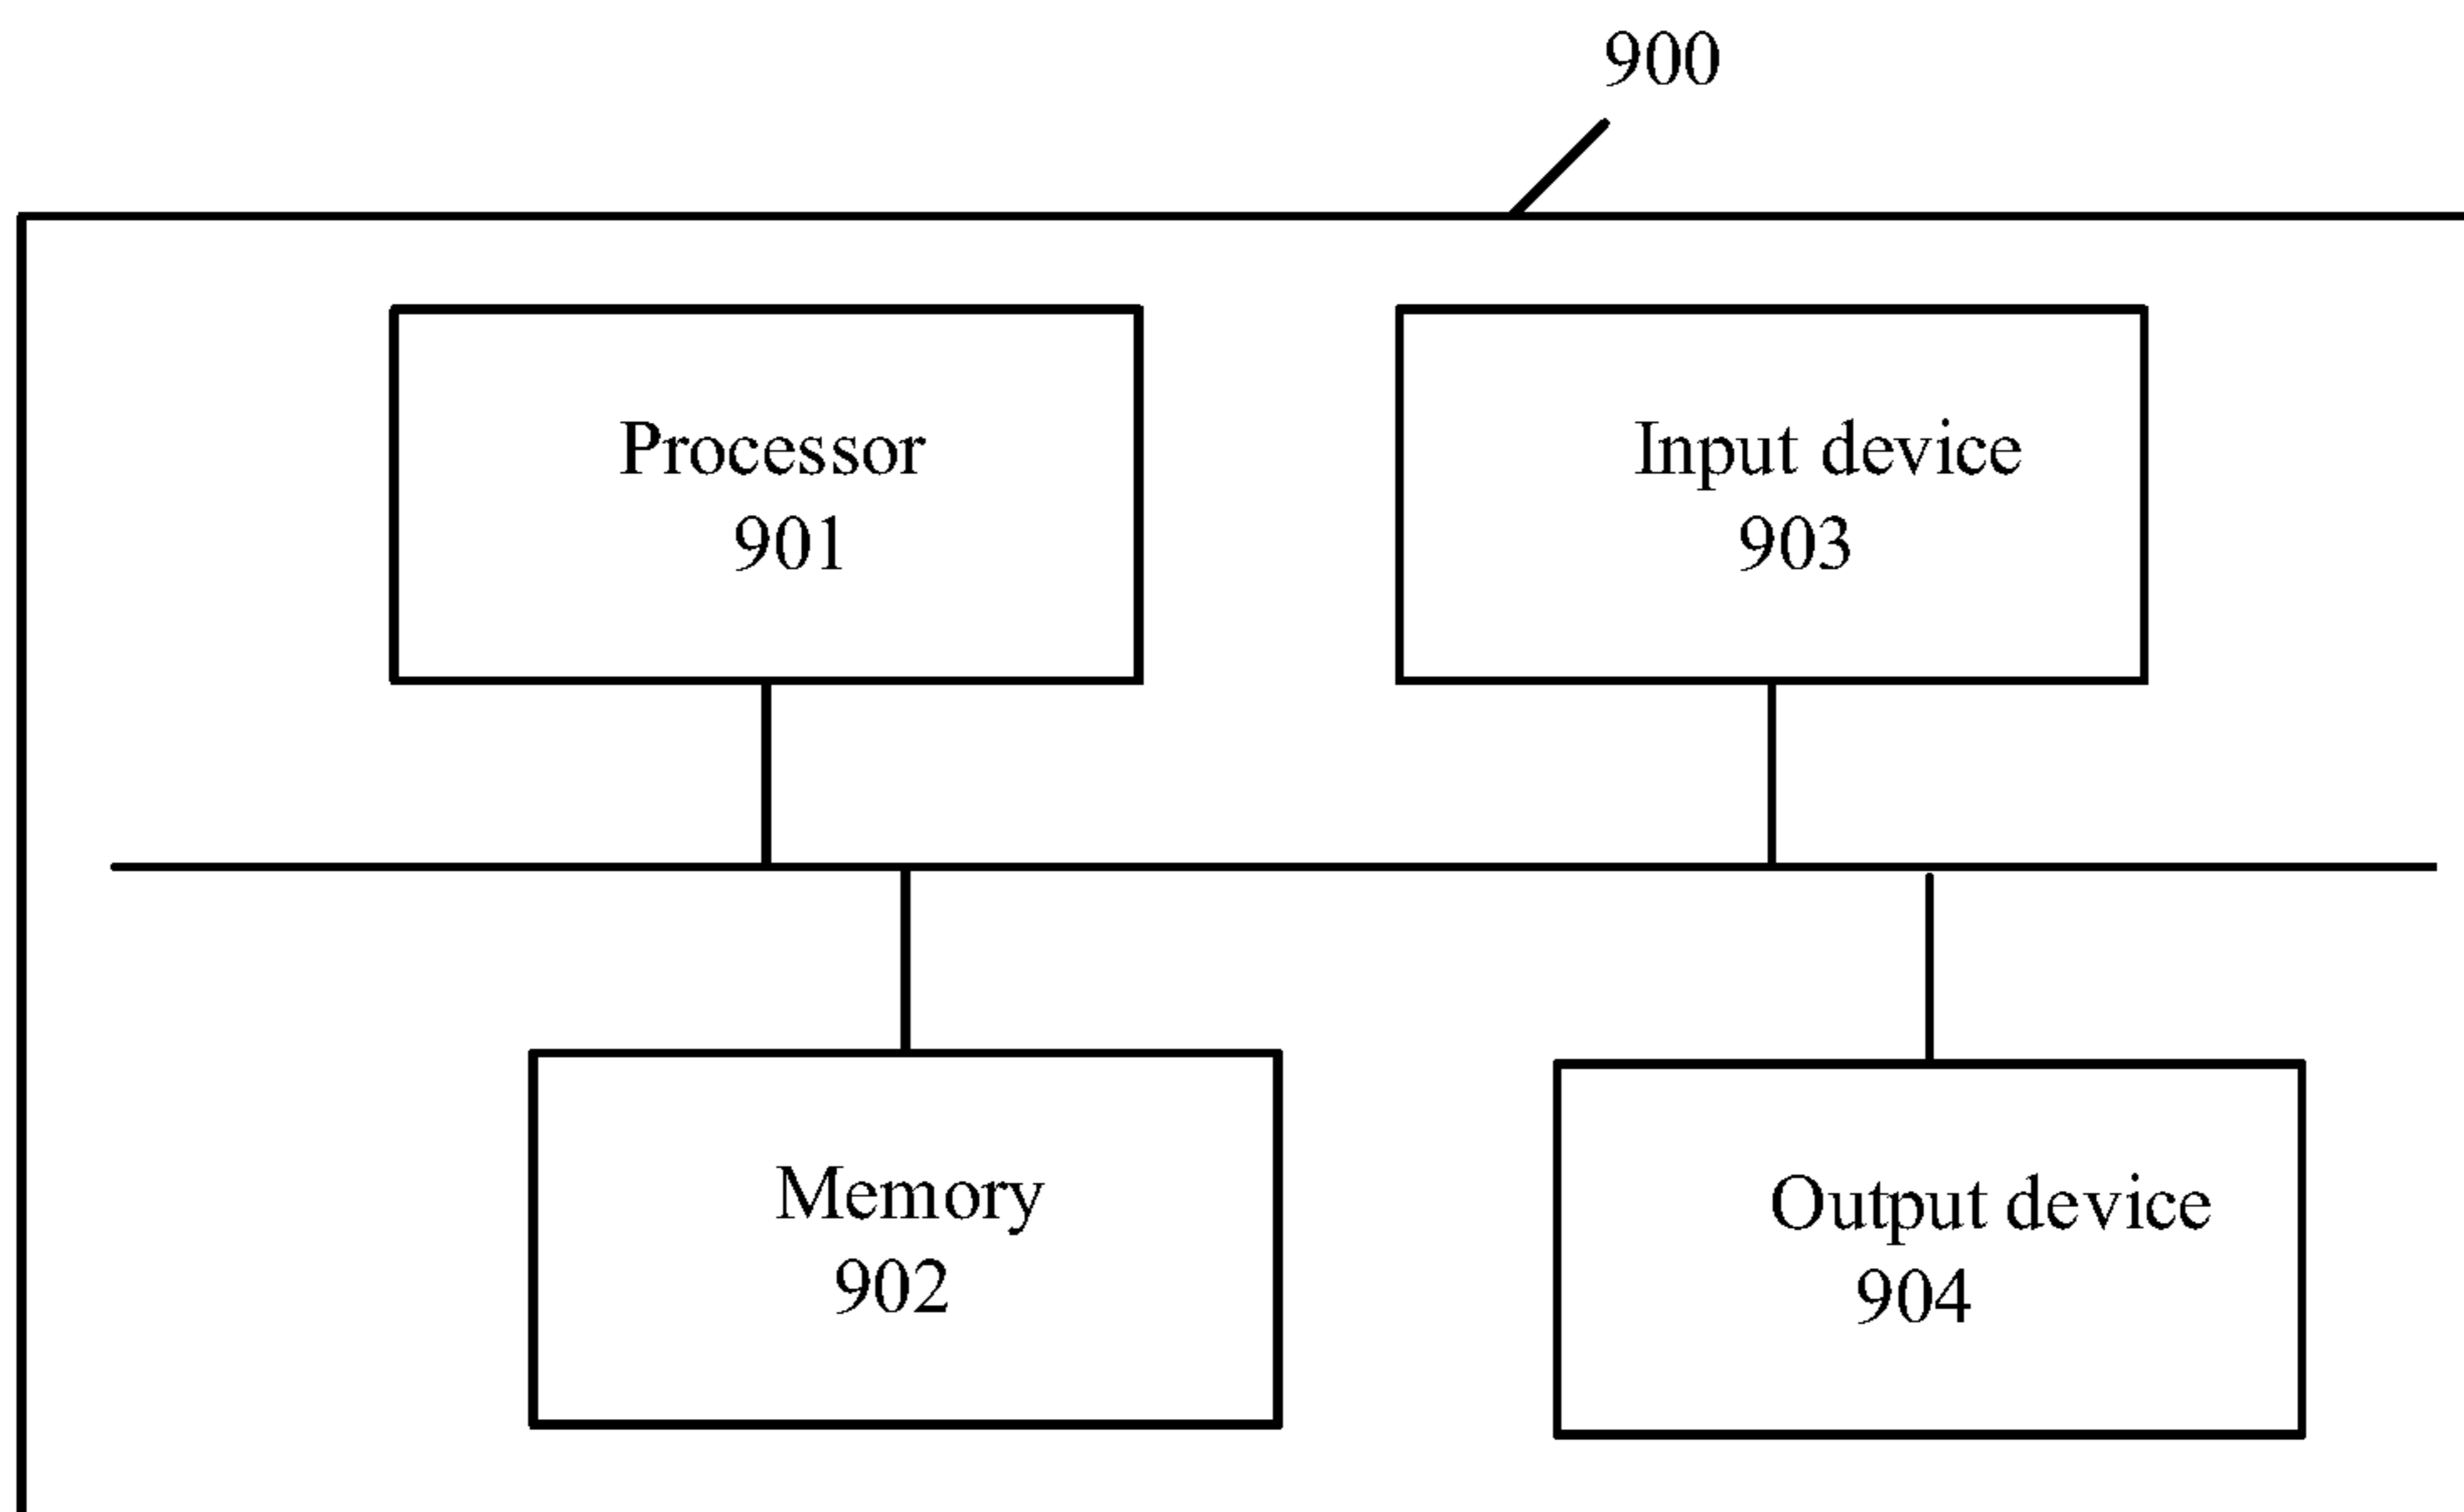 900
Processor
901
Input device
903
Memory
902
Output device
904